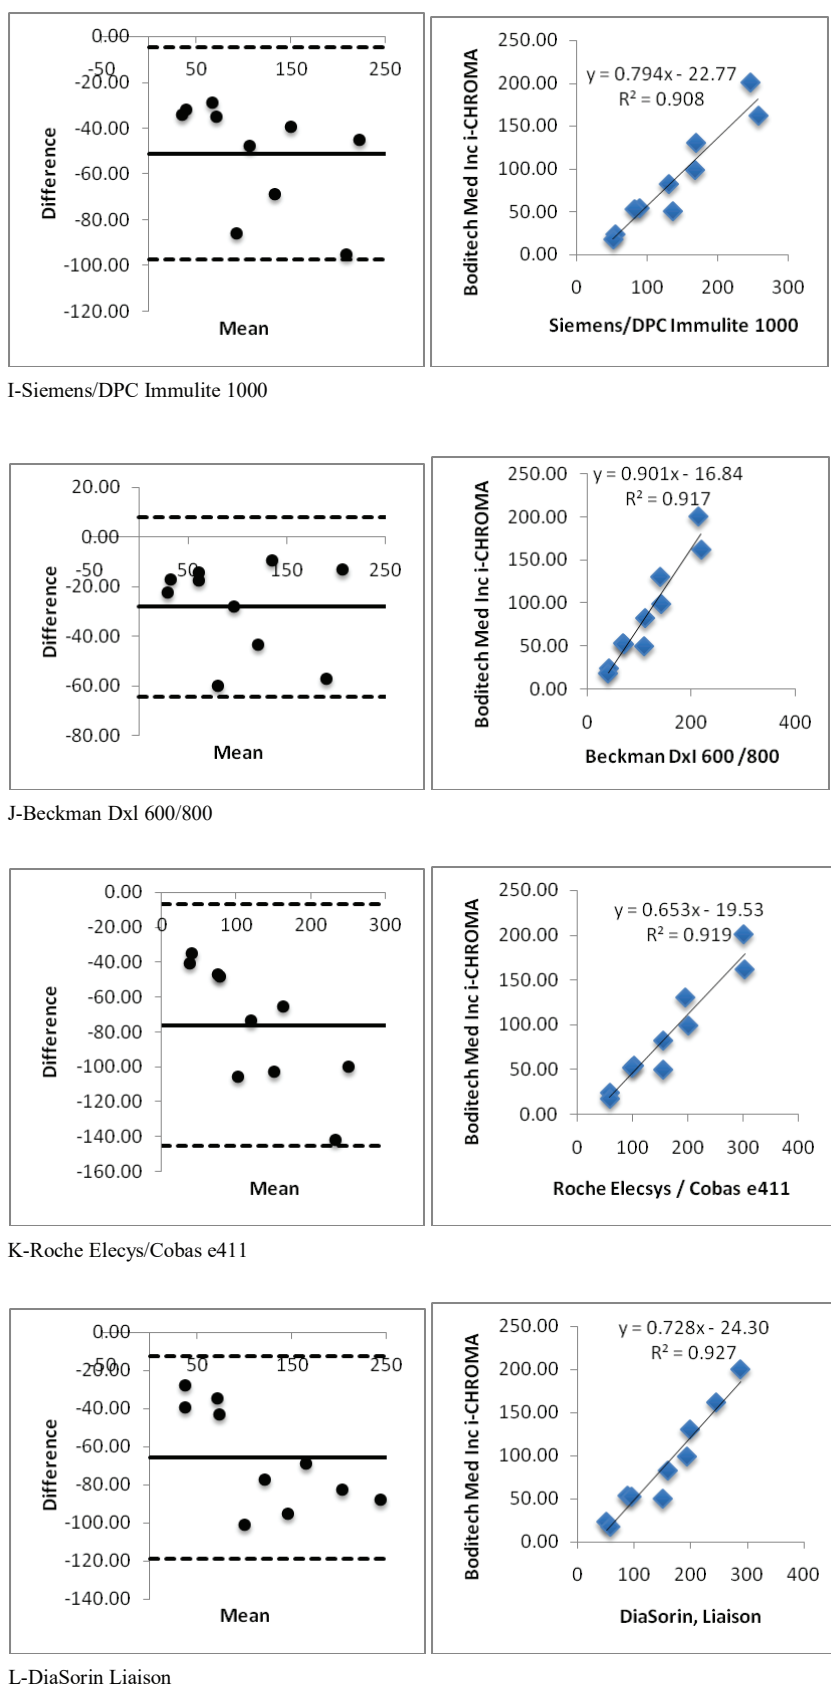 0.00
-20.00
-40.00
-60.00
-80.00
-100.00
-120.00
-50 50 150 250
Difference
Mean
250.00
200.00
150.00
100.00
50.00
0.00
0 100 200 300
y = 0.794x - 22.77
R² = 0.908
Boditech Med Inc i-CHROMA
Siemens/DPC Immulite 1000
I-Siemens/DPC Immulite 1000
20.00
0.00
-20.00
-40.00
-60.00
-80.00
-50 50 150 250
Difference
Mean
250.00
200.00
150.00
100.00
50.00
0.00
0 200 400
y = 0.901x - 16.84
R² = 0.917
Boditech Med Inc i-CHROMA
Beckman DxI 600 /800
J-Beckman Dxl 600/800
0.00
-20.00
-40.00
-60.00
-80.00
-100.00
-120.00
-140.00
-160.00
0 100 200 300
Difference
Mean
250.00
200.00
150.00
100.00
50.00
0.00
0 100 200 300 400
y = 0.653x - 19.53
R² = 0.919
Boditech Med Inc i-CHROMA
Roche Elecsys / Cobas e411
K-Roche Elecys/Cobas e411
0.00
-20.00
-40.00
-60.00
-80.00
-100.00
-120.00
-140.00
-50 50 150 250
Difference
Mean
250.00
200.00
150.00
100.00
50.00
0.00
0 100 200 300 400
y = 0.728x - 24.30
R² = 0.927
Boditech Med Inc i-CHROMA
DiaSorin, Liaison
L-DiaSorin Liaison